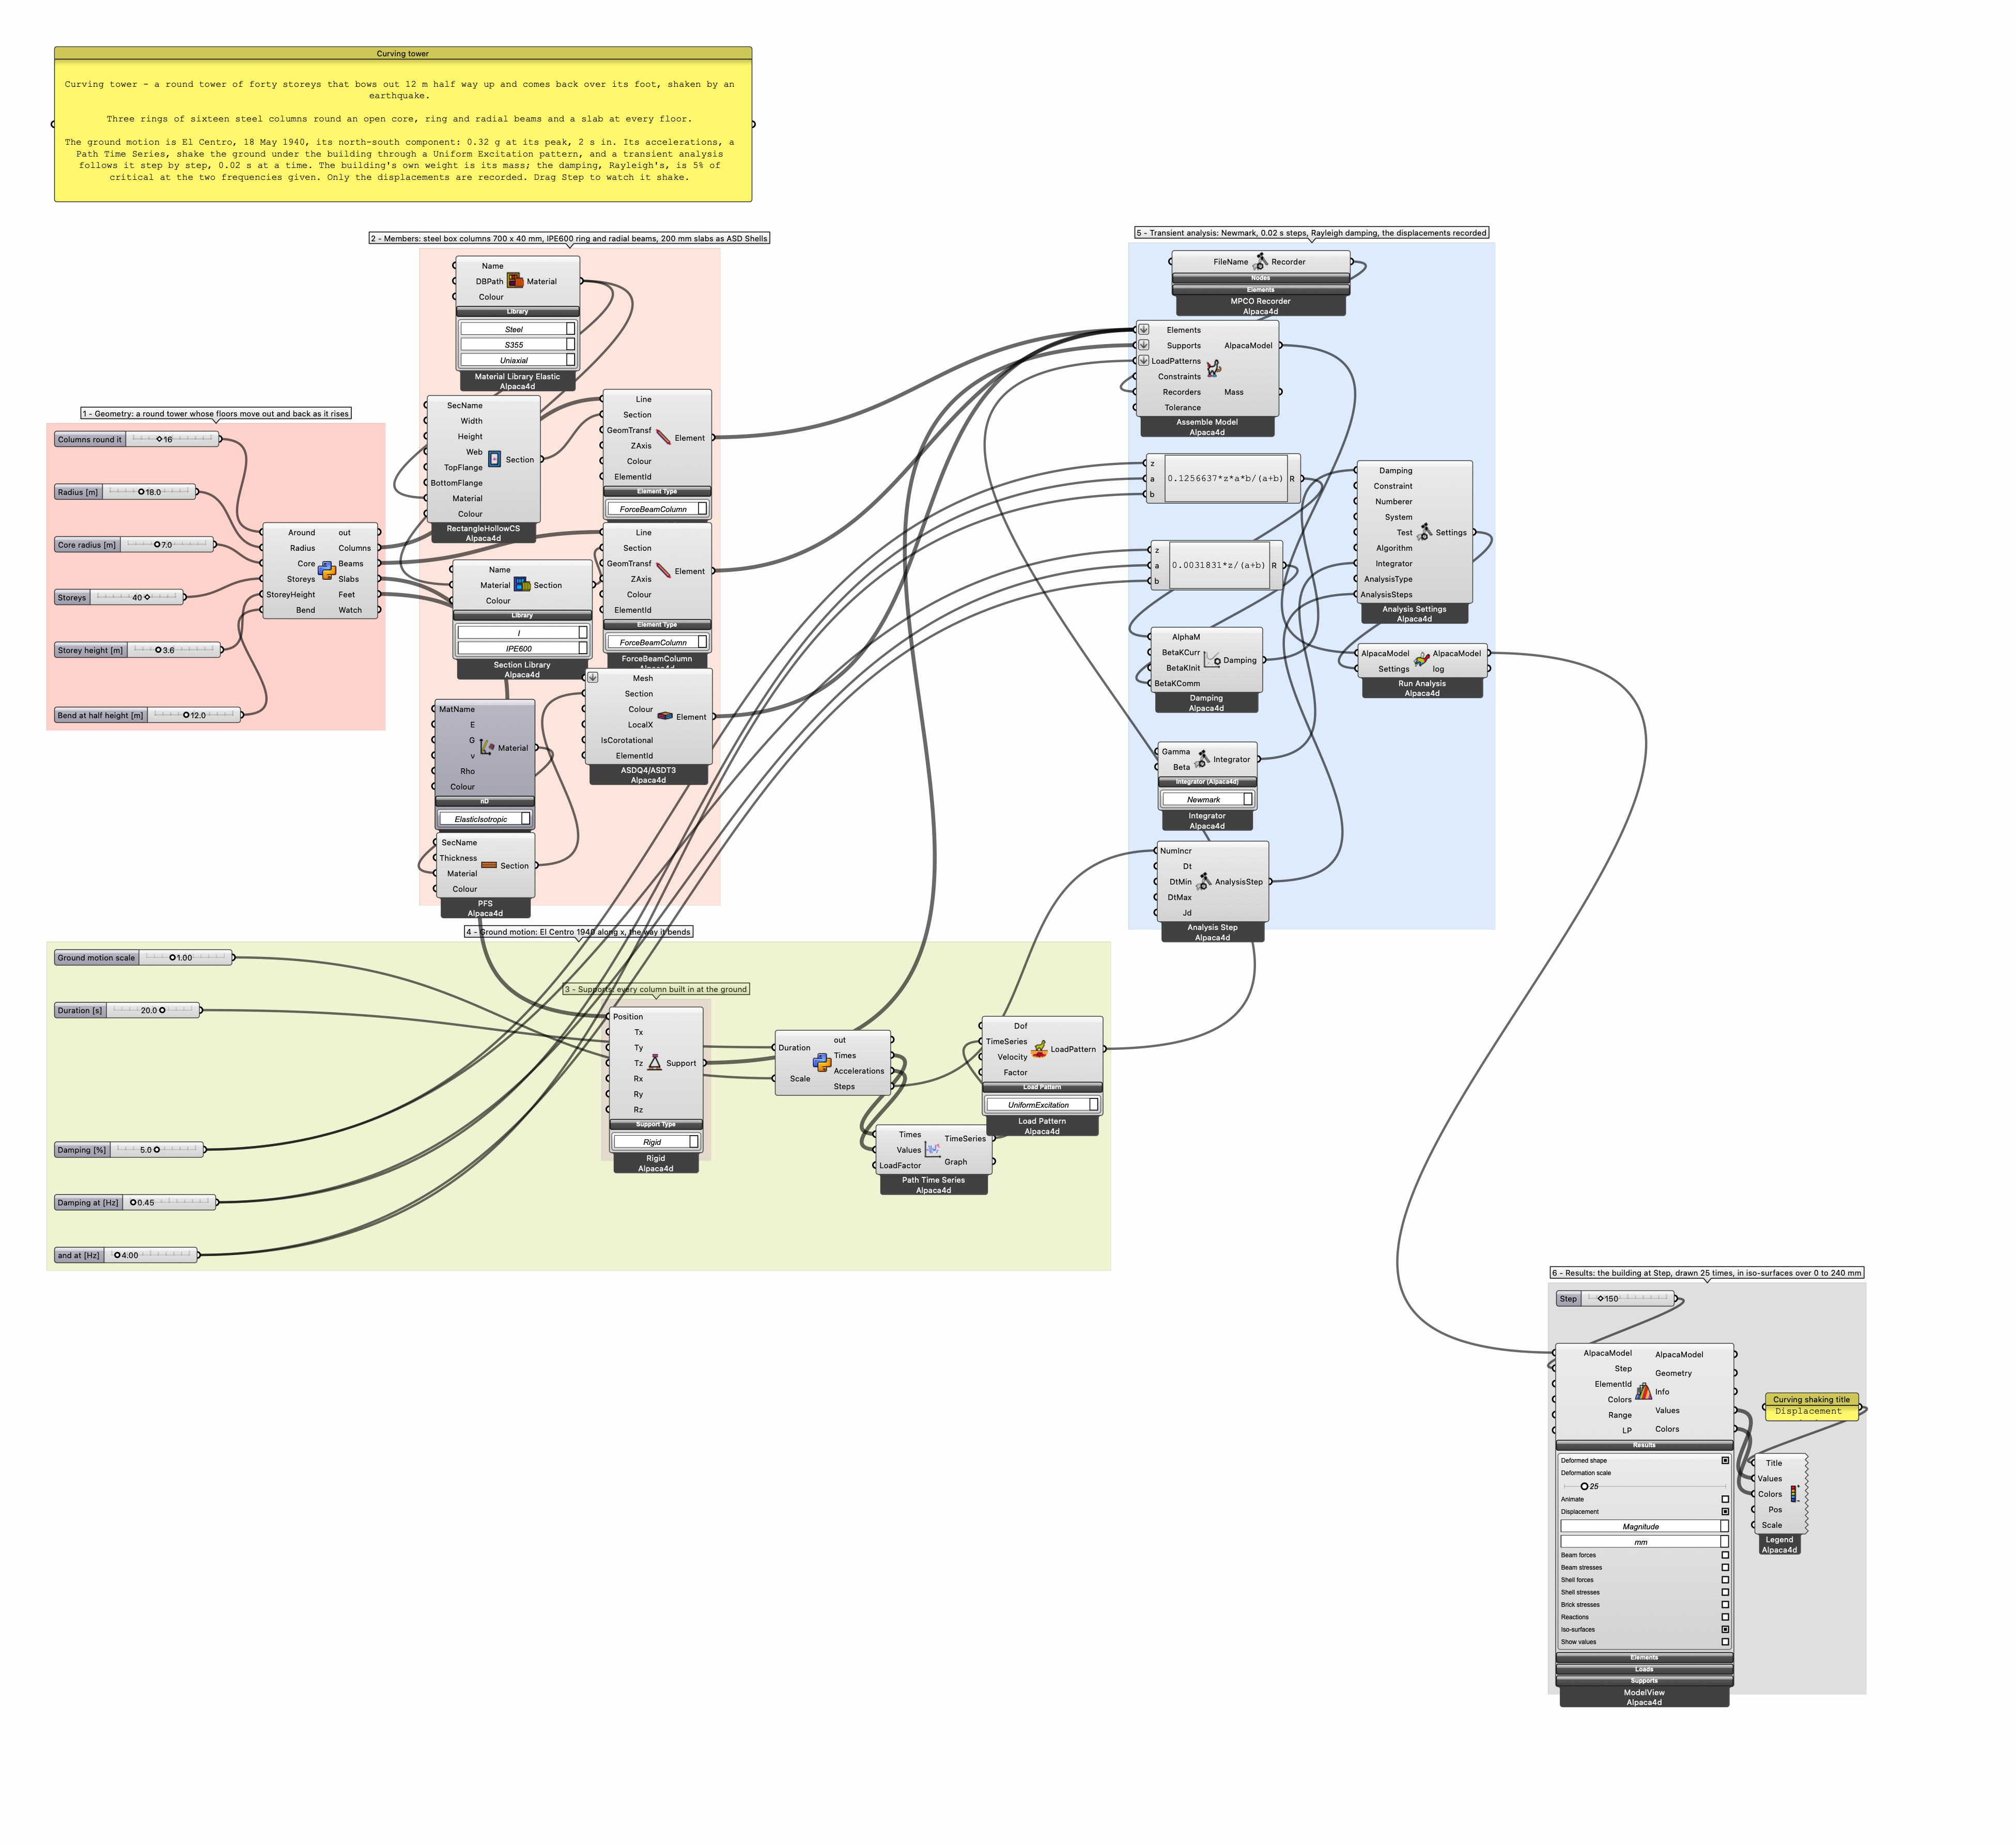 Curving tower
Curving tower - a round tower of forty storeys that bows out 12 m half way up and comes back over its foot, shaken by an
earthquake.
Three rings of sixteen steel columns round an open core, ring and radial beams and a slab at every floor.
The ground motion is El Centro, 18 May 1940, its north-south component: 0.32 g at its peak, 2 s in. Its accelerations, a
Path Time Series, shake the ground under the building through a Uniform Excitation pattern, and a transient analysis
follows it step by step, 0.02 s at a time. The building's own weight is its mass; the damping, Rayleigh's, is 5% of
critical at the two frequencies given. Only the displacements are recorded. Drag Step to watch it shake.
1 - Geometry: a round tower whose floors move out and back as it rises
Columns round it 16
Radius [m] 18.0
Core radius [m] 7.0
Storeys 40
Storey height [m] 3.6
Bend at half height [m] 12.0
Around out
Radius Columns
Core Beams
Storeys Slabs
StoreyHeight Feet
Bend Watch
2 - Members: steel box columns 700 x 40 mm, IPE600 ring and radial beams, 200 mm slabs as ASD Shells
Name
DBPath Material
Colour
Library
Steel
S355
Uniaxial
Material Library Elastic
Alpaca4d
SecName
Width
Height
Web
Section
TopFlange
BottomFlange
Material
Colour
RectangleHollowCS
Alpaca4d
Line
Section
GeomTransf
Element
ZAxis
Colour
ElementId
Element Type
ForceBeamColumn
Line
Section
GeomTransf
Element
ZAxis
Colour
ElementId
Element Type
ForceBeamColumn
ForceBeamColumn
Name
Material Section
Colour
Library
I
IPE600
Section Library
Alpaca4d
Mesh
Section
Colour
Element
LocalX
IsCorotational
ElementId
ASDQ4/ASDT3
Alpaca4d
MatName
E
G
Material
ν
Rho
Colour
nD
ElasticIsotropic
SecName
Thickness
Section
Material
Colour
PFS
Alpaca4d
4 - Ground motion: El Centro 1940 along x, the way it bends
Ground motion scale 1.00
Duration [s] 20.0
Damping [%] 5.0
Damping at [Hz] 0.45
and at [Hz] 4.00
3 - Supports: every column built in at the ground
Position
Tx
Ty
Tz Support
Rx
Ry
Rz
Support Type
Rigid
Rigid
Alpaca4d
out
Duration
Times
Accelerations
Scale
Steps
Times TimeSeries
Values
Graph
LoadFactor
Path Time Series
Alpaca4d
Dof
TimeSeries
LoadPattern
Velocity
Factor
Load Pattern
UniformExcitation
Load Pattern
Alpaca4d
5 - Transient analysis: Newmark, 0.02 s steps, Rayleigh damping, the displacements recorded
FileName Recorder
Nodes
Elements
MPCO Recorder
Alpaca4d
Elements
Supports AlpacaModel
LoadPatterns
Constraints
Recorders Mass
Tolerance
Assemble Model
Alpaca4d
z
a 0.1256637*z*a*b/(a+b) R
b
z
a 0.0031831*z/(a+b) R
b
AlphaM
BetaKCurr
Damping
BetaKInit
BetaKComm
Damping
Alpaca4d
Gamma
Integrator
Beta
Integrator (Alpaca4d)
Newmark
Integrator
Alpaca4d
NumIncr
Dt
DtMin AnalysisStep
DtMax
Jd
Analysis Step
Alpaca4d
Damping
Constraint
Numberer
System
Test Settings
Algorithm
Integrator
AnalysisType
AnalysisSteps
Analysis Settings
Alpaca4d
AlpacaModel AlpacaModel
Settings log
Run Analysis
Alpaca4d
6 - Results: the building at Step, drawn 25 times, in iso-surfaces over 0 to 240 mm
Step 150
AlpacaModel AlpacaModel
Step
Geometry
ElementId
Info
Colors
Values
Range
LP Colors
Results
Deformed shape
Deformation scale
25
Animate
Displacement
Magnitude
mm
Beam forces
Beam stresses
Shell forces
Shell stresses
Brick stresses
Reactions
Iso-surfaces
Show values
Elements
Loads
Supports
ModelView
Alpaca4d
Curving shaking title
Displacement
Title
Values
Colors
Pos
Scale
Legend
Alpaca4d